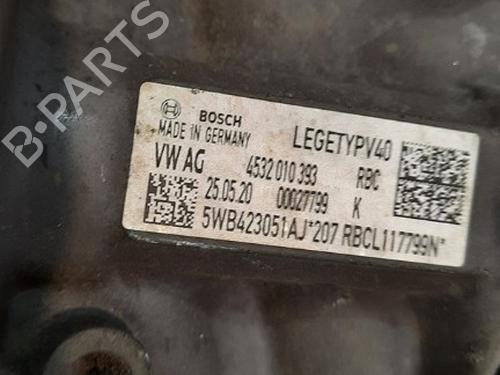 BOSCH
MADE IN GERMANY
LEGETYPV40
VW AG 4532 010 393 RBC
25.05.20 00027799 K
5WB423051AJ*207 RBCL117799N*
B-PARTS